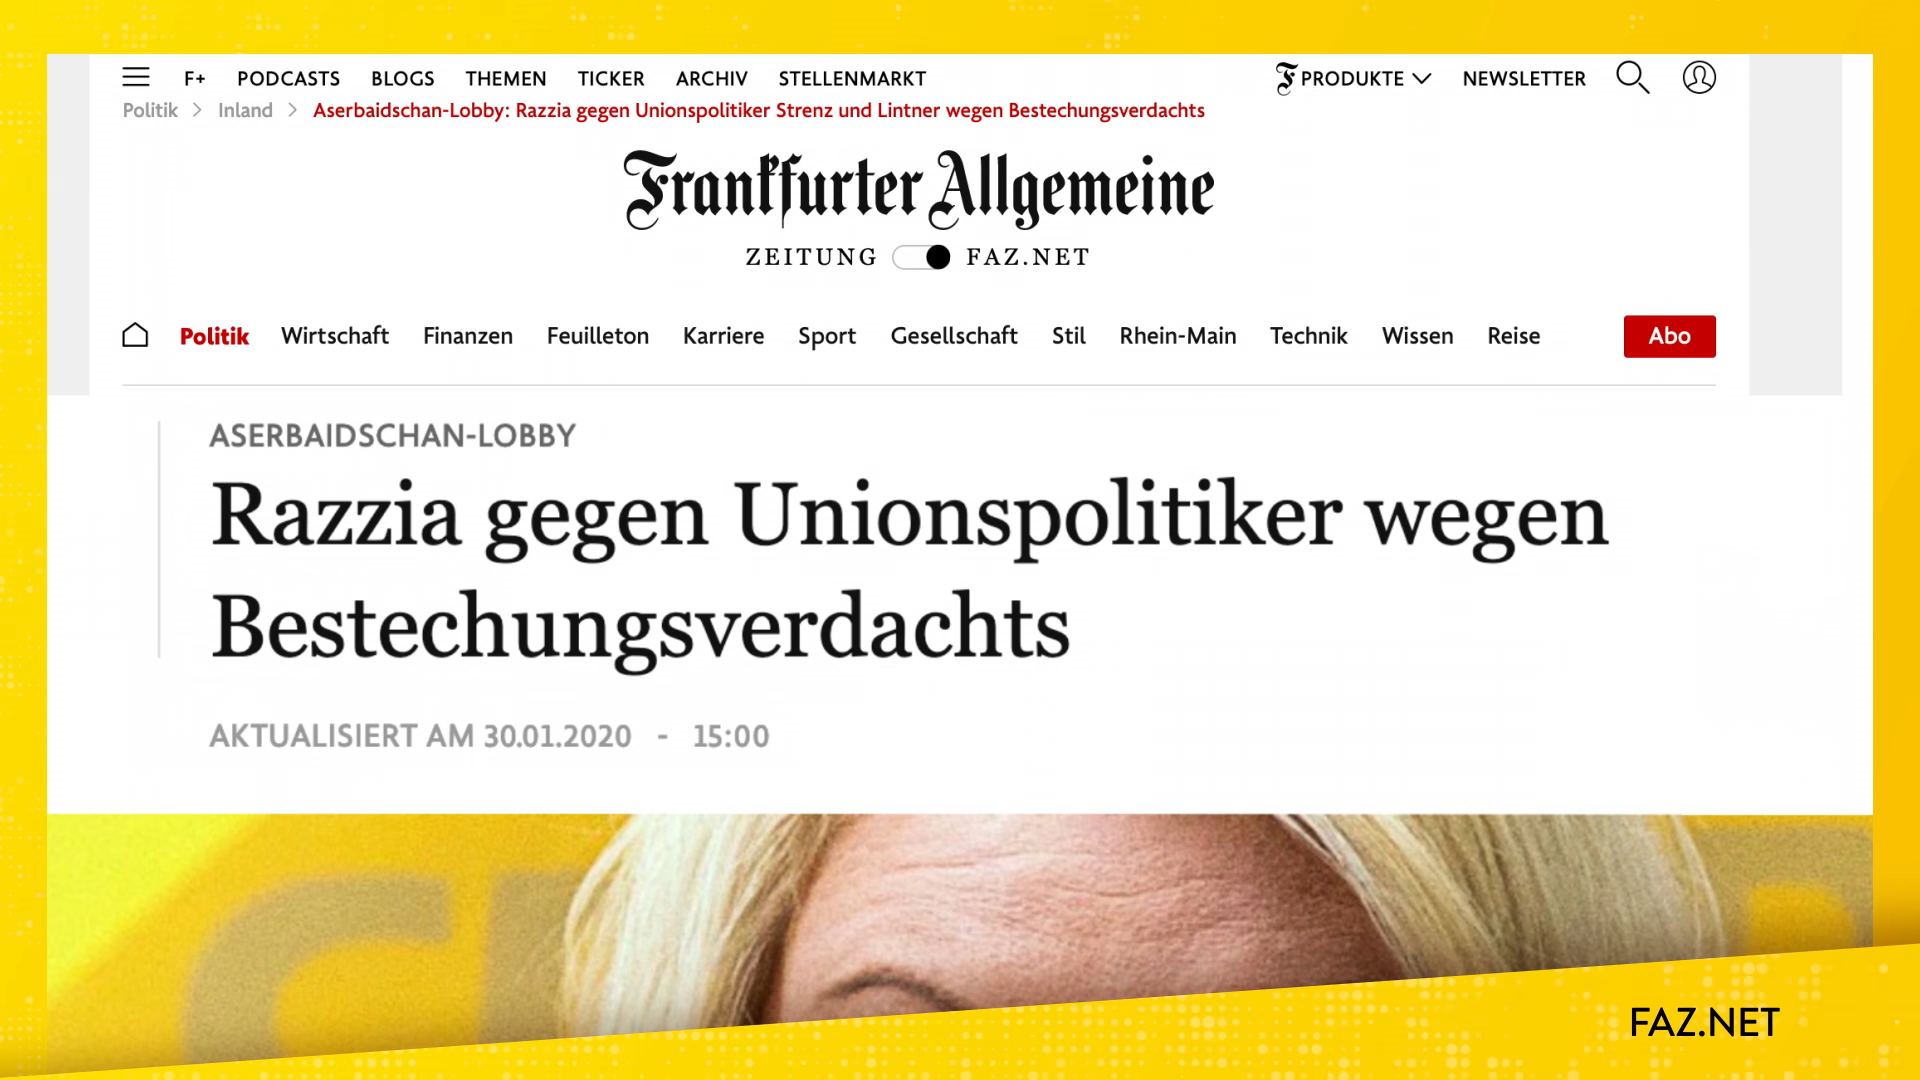 F+ PODCASTS BLOGS THEMEN TICKER ARCHIV STELLENMARKT PRODUKTE NEWSLETTER
Politik > Inland > Aserbaidschan-Lobby: Razzia gegen Unionspolitiker Strenz und Lintner wegen Bestechungsverdachts
Frankfurter Allgemeine
ZEITUNG FAZ.NET
Politik Wirtschaft Finanzen Feuilleton Karriere Sport Gesellschaft Stil Rhein-Main Technik Wissen Reise Abo
ASERBAIDSCHAN-LOBBY
Razzia gegen Unionspolitiker wegen
Bestechungsverdachts
AKTUALISIERT AM 30.01.2020 - 15:00
FAZ.NET